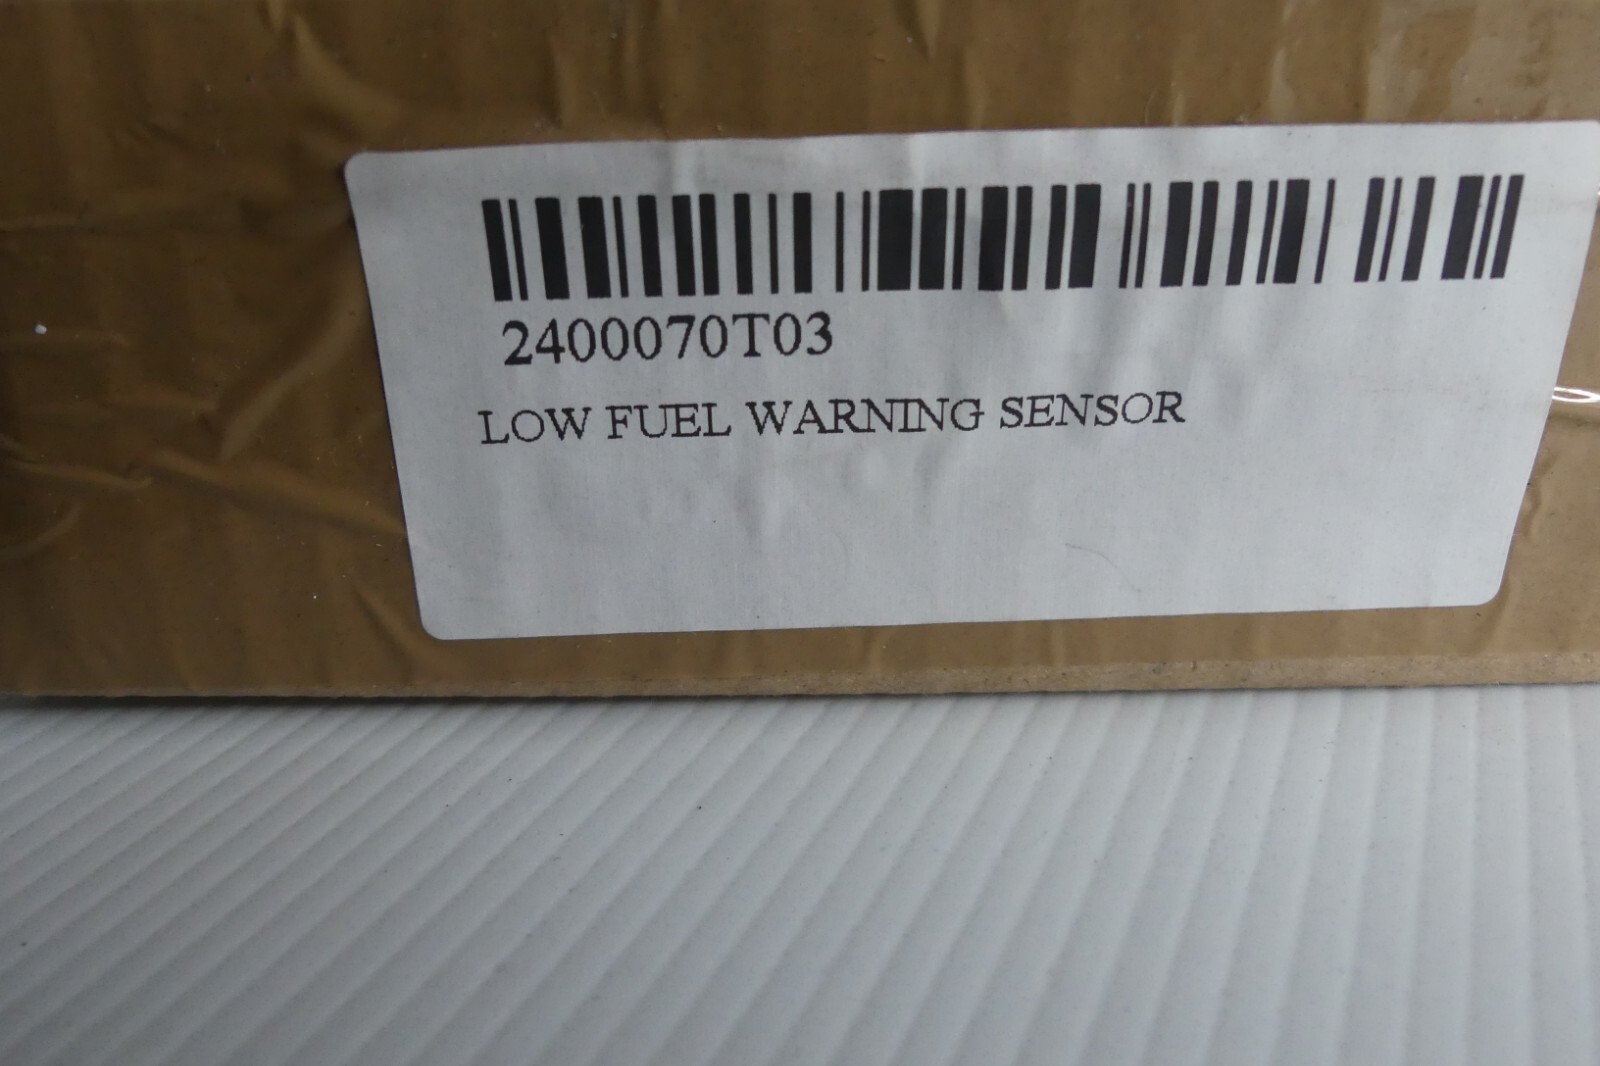 2400070T03
LOW FUEL WARNING SENSOR